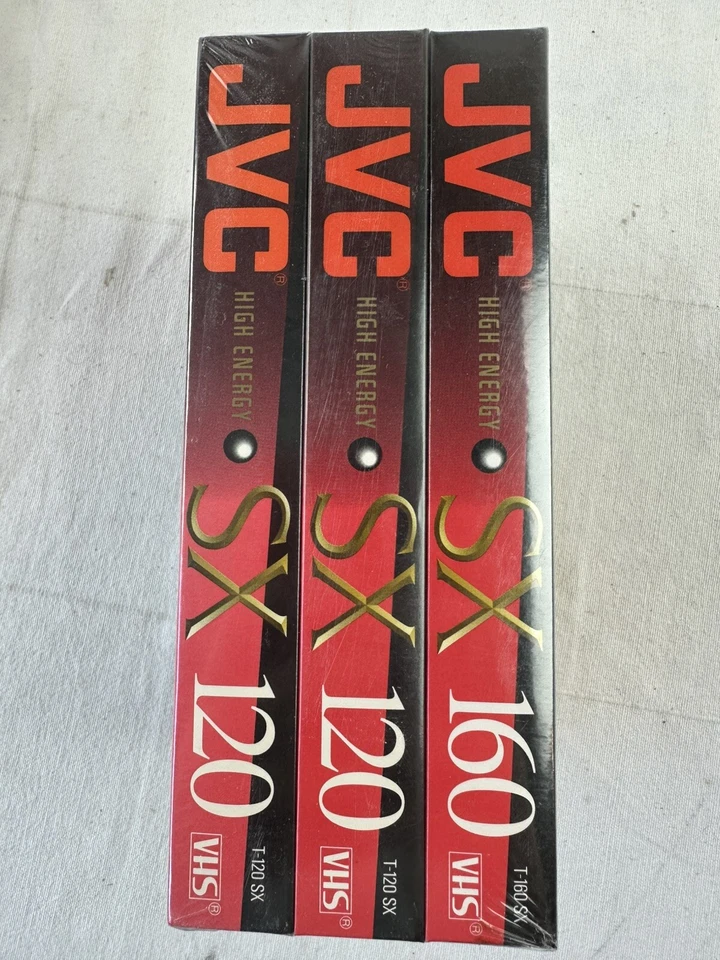 JVC®
HIGH ENERGY
SX
120
VHS®
T-120 SX
JVC®
HIGH ENERGY
SX
120
VHS®
T-120 SX
JVC®
HIGH ENERGY
SX
160
VHS®
T-160 SX